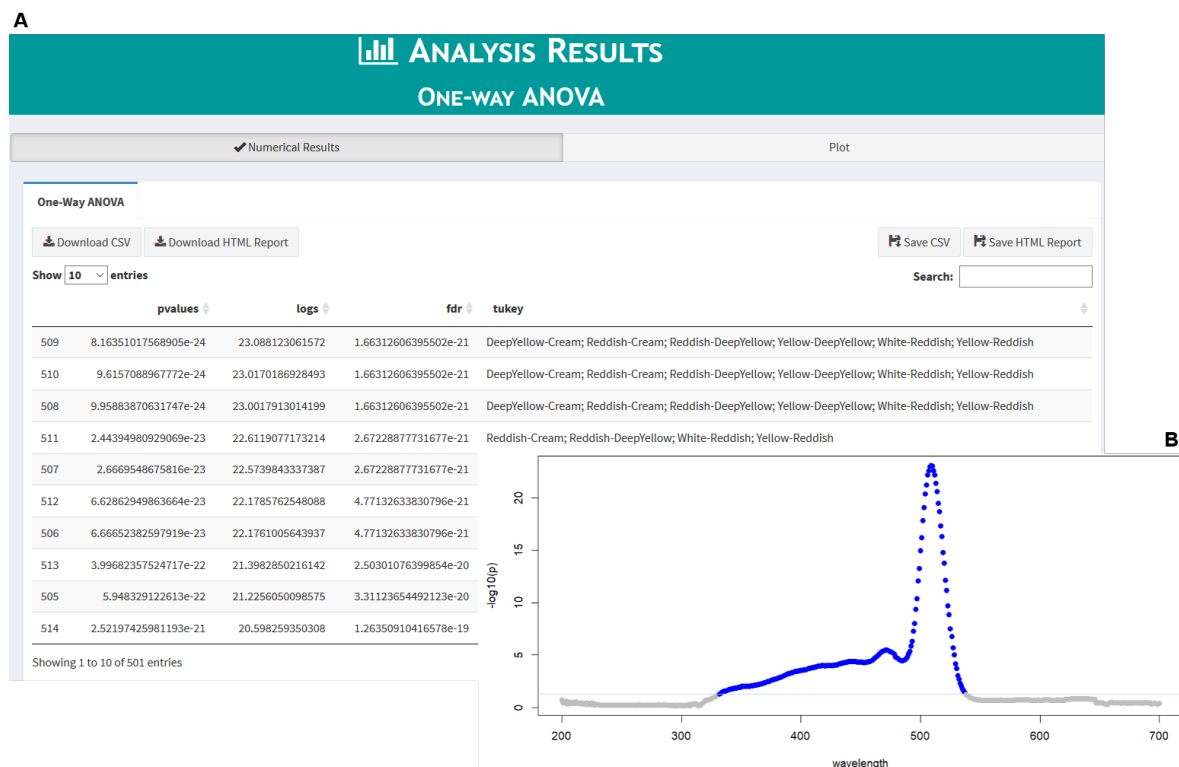 A
ANALYSIS RESULTS
ONE-WAY ANOVA
Numerical Results Plot
One-Way ANOVA
Download CSV Download HTML Report Save CSV Save HTML Report
Show 10 entries Search:
pvalues logs fdr tukey
509 8.16351017568905e-24 23.088123061572 1.66312606395502e-21 DeepYellow-Cream; Reddish-Cream; Reddish-DeepYellow; Yellow-DeepYellow; White-Reddish; Yellow-Reddish
510 9.6157088967772e-24 23.0170186928493 1.66312606395502e-21 DeepYellow-Cream; Reddish-Cream; Reddish-DeepYellow; Yellow-DeepYellow; White-Reddish; Yellow-Reddish
508 9.95883870631747e-24 23.0017913014199 1.66312606395502e-21 DeepYellow-Cream; Reddish-Cream; Reddish-DeepYellow; Yellow-DeepYellow; White-Reddish; Yellow-Reddish
511 2.44394980929069e-23 22.6119077173214 2.67228877731677e-21 Reddish-Cream; Reddish-DeepYellow; White-Reddish; Yellow-Reddish
507 2.6669548675816e-23 22.5739843337387 2.67228877731677e-21
512 6.62862949863664e-23 22.1785762548088 4.77132633830796e-21
506 6.66652382597919e-23 22.1761005643937 4.77132633830796e-21
513 3.99682357524717e-22 21.3982850216142 2.50301076399854e-20
505 5.948329122613e-22 21.2256050098575 3.31123654492123e-20
514 2.52197425981193e-21 20.598259350308 1.26350910416578e-19
Showing 1 to 10 of 501 entries
B
-log10(p)
20
15
10
5
0
200 300 400 500 600 700
wavelength